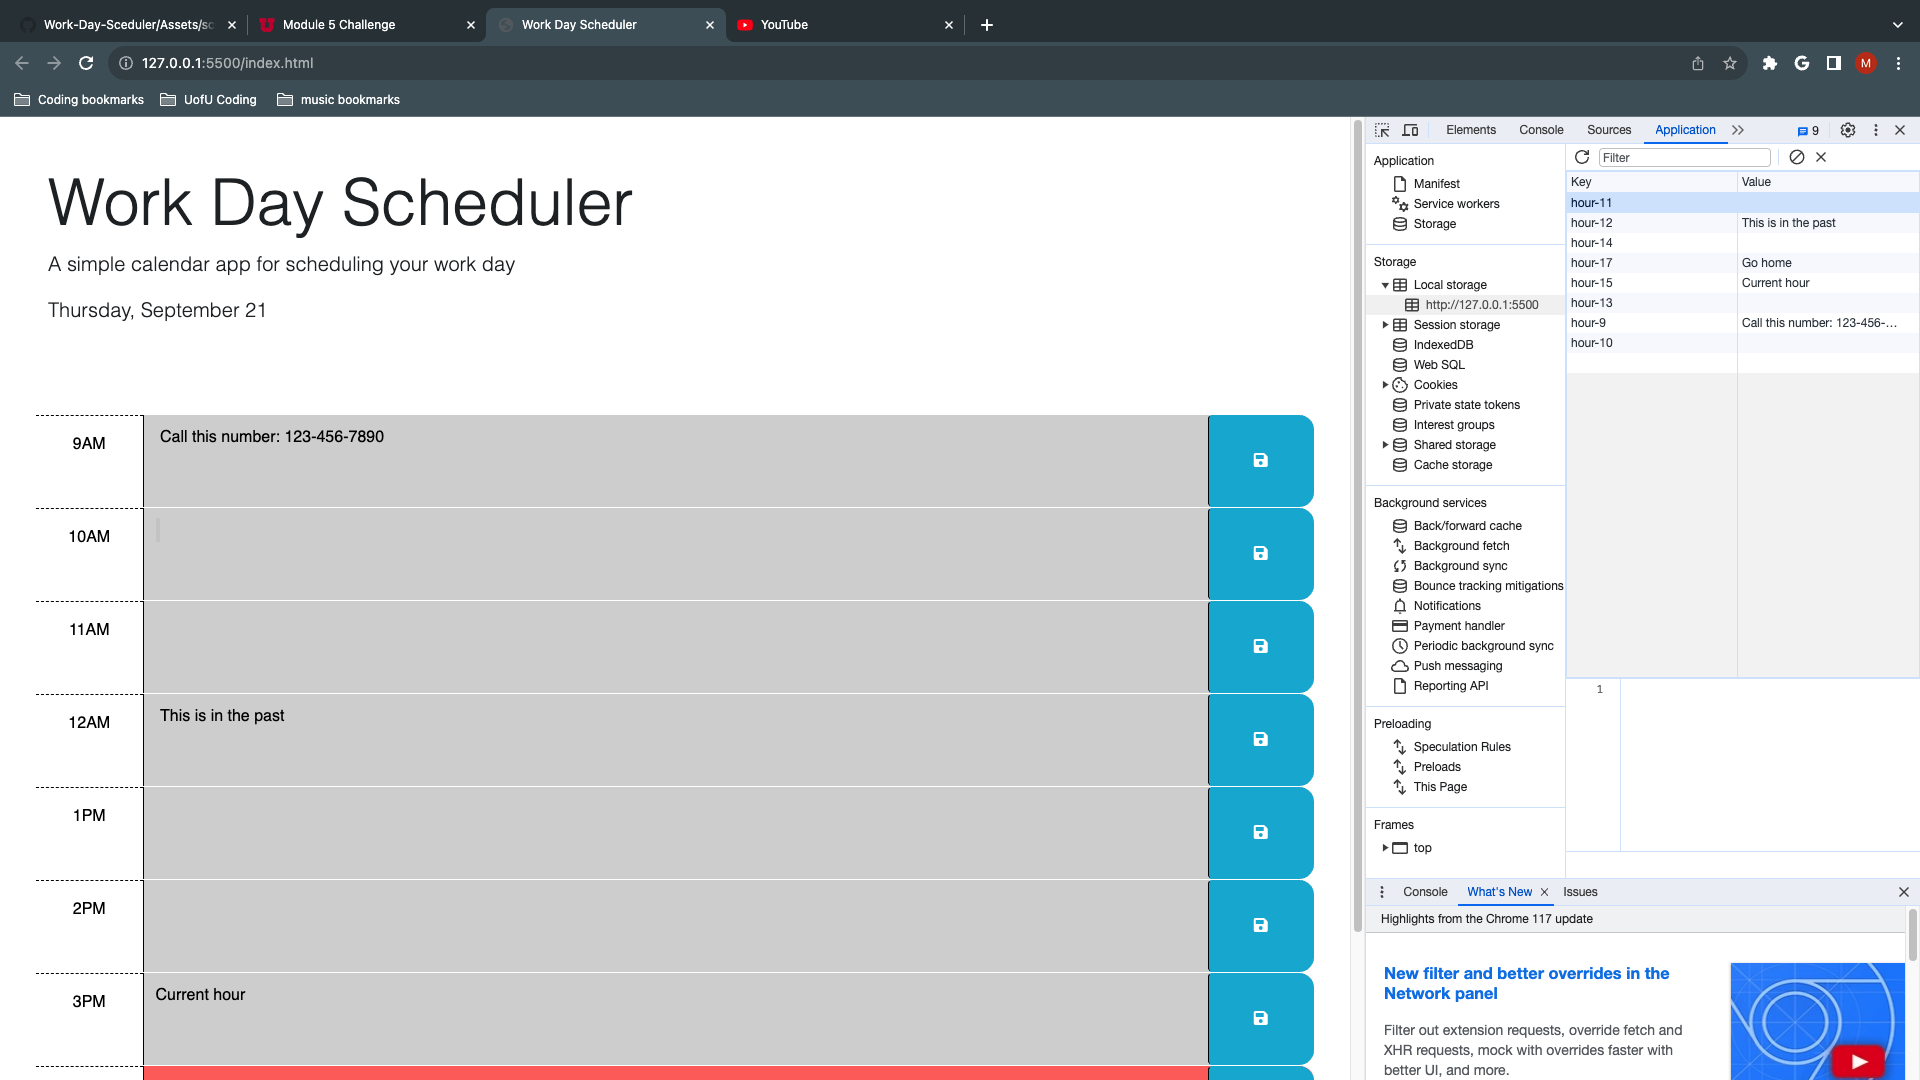 Work-Day-Sceduler/Assets/sc
Module 5 Challenge
Work Day Scheduler
YouTube
127.0.0.1:5500/index.html
M
Coding bookmarks
UofU Coding
music bookmarks
Work Day Scheduler
A simple calendar app for scheduling your work day
Thursday, September 21
9AM
Call this number: 123-456-7890
10AM
11AM
12AM
This is in the past
1PM
2PM
3PM
Current hour
Elements
Console
Sources
Application
9
Application
Manifest
Service workers
Storage
Storage
Local storage
http://127.0.0.1:5500
Session storage
IndexedDB
Web SQL
Cookies
Private state tokens
Interest groups
Shared storage
Cache storage
Background services
Back/forward cache
Background fetch
Background sync
Bounce tracking mitigations
Notifications
Payment handler
Periodic background sync
Push messaging
Reporting API
Preloading
Speculation Rules
Preloads
This Page
Frames
top
Filter
Key Value
hour-11
hour-12 This is in the past
hour-14
hour-17 Go home
hour-15 Current hour
hour-13
hour-9 Call this number: 123-456-...
hour-10
1
Console
What's New
Issues
Highlights from the Chrome 117 update
New filter and better overrides in the
Network panel
Filter out extension requests, override fetch and
XHR requests, mock with overrides faster with
better UI, and more.